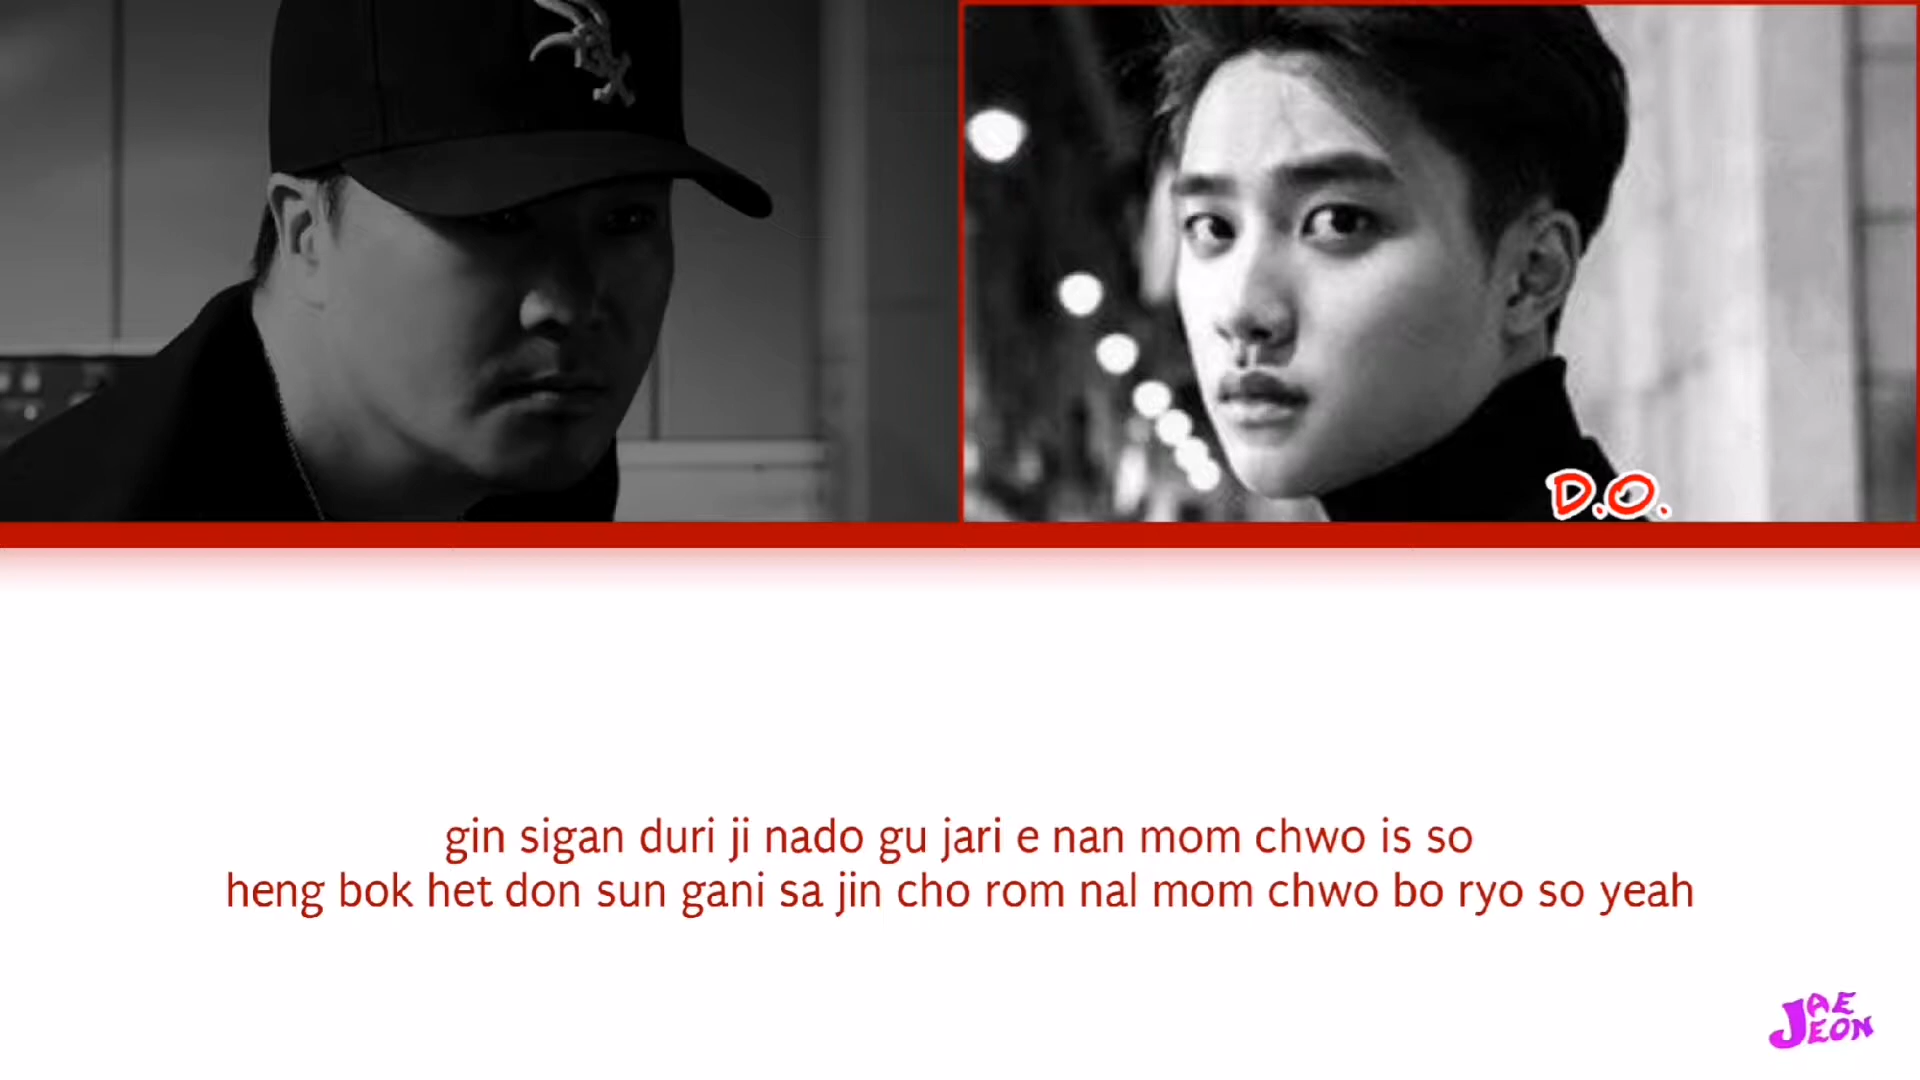 Sox
D.O.
gin sigan duri ji nado gu jari e nan mom chwo is so
heng bok het don sun gani sa jin cho rom nal mom chwo bo ryo so yeah
JAE
JEON